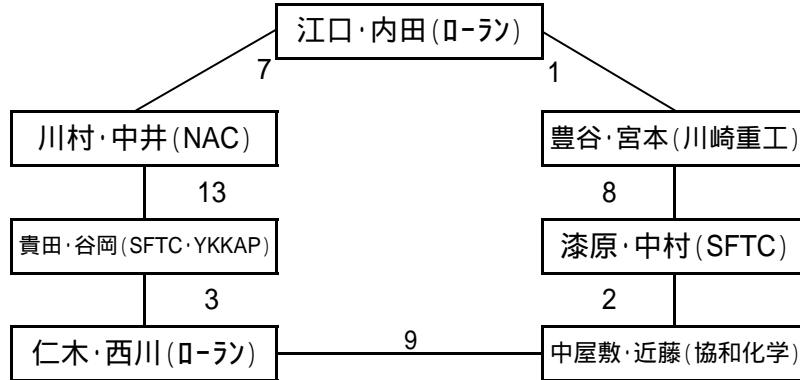 江口・内田(ローラン)
7 1
川村・中井(NAC) 豊谷・宮本(川崎重工)
13 8
貴田・谷岡(SFTC・YKKAP) 漆原・中村(SFTC)
3 2
仁木・西川(ローラン) 9 中屋敷・近藤(協和化学)